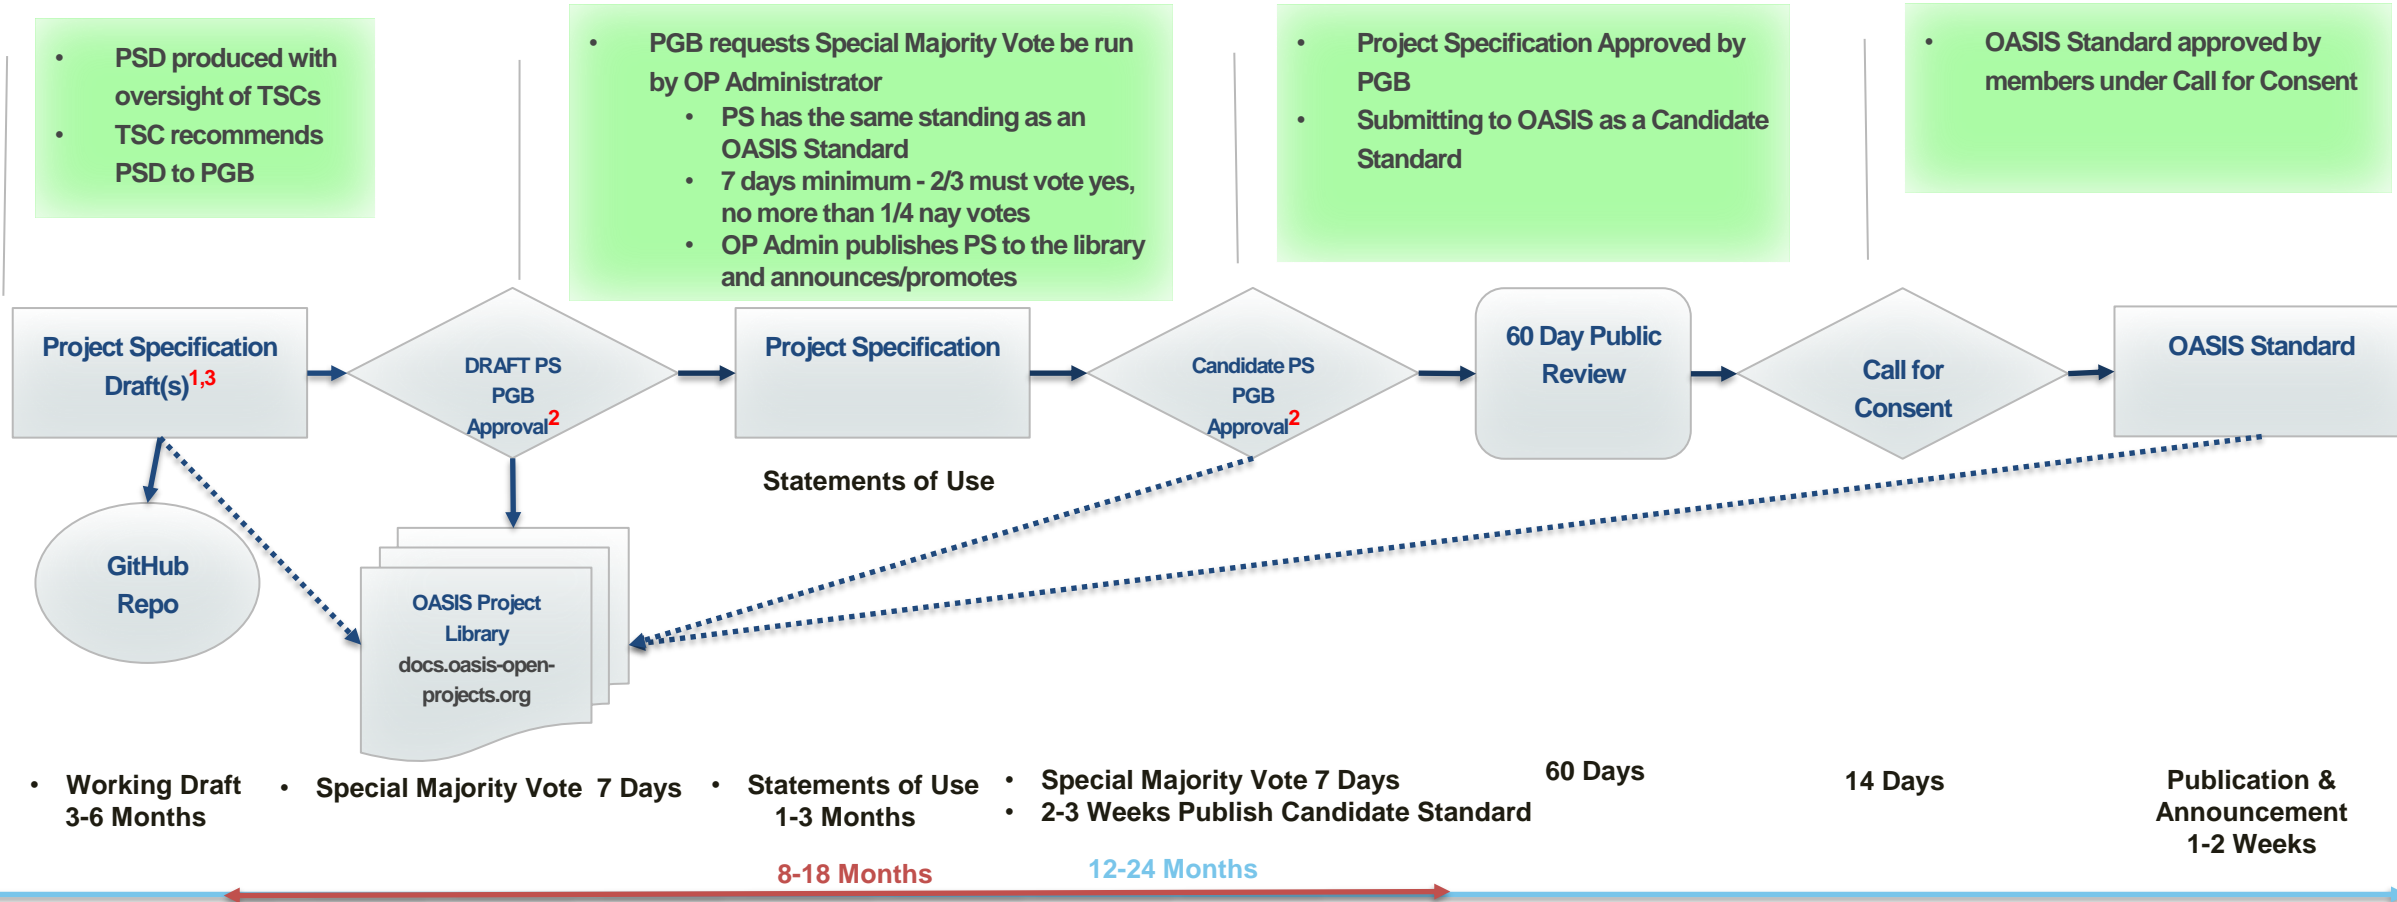 • PSD produced with
oversight of TSCs
• TSC recommends
PSD to PGB
• PGB requests Special Majority Vote be run
by OP Administrator
• PS has the same standing as an
OASIS Standard
• 7 days minimum - 2/3 must vote yes,
no more than 1/4 nay votes
• OP Admin publishes PS to the library
and announces/promotes
• Project Specification Approved by
PGB
• Submitting to OASIS as a Candidate
Standard
• OASIS Standard approved by
members under Call for Consent
Project Specification
Draft(s)1,3
DRAFT PS
PGB
Approval2
Project Specification
Candidate PS
PGB
Approval2
60 Day Public
Review
Call for
Consent
OASIS Standard
Statements of Use
GitHub
Repo
OASIS Project
Library
docs.oasis-open-
projects.org
• Working Draft
3-6 Months
• Special Majority Vote 7 Days
• Statements of Use
1-3 Months
• Special Majority Vote 7 Days
• 2-3 Weeks Publish Candidate Standard
60 Days
14 Days
Publication &
Announcement
1-2 Weeks
8-18 Months
12-24 Months